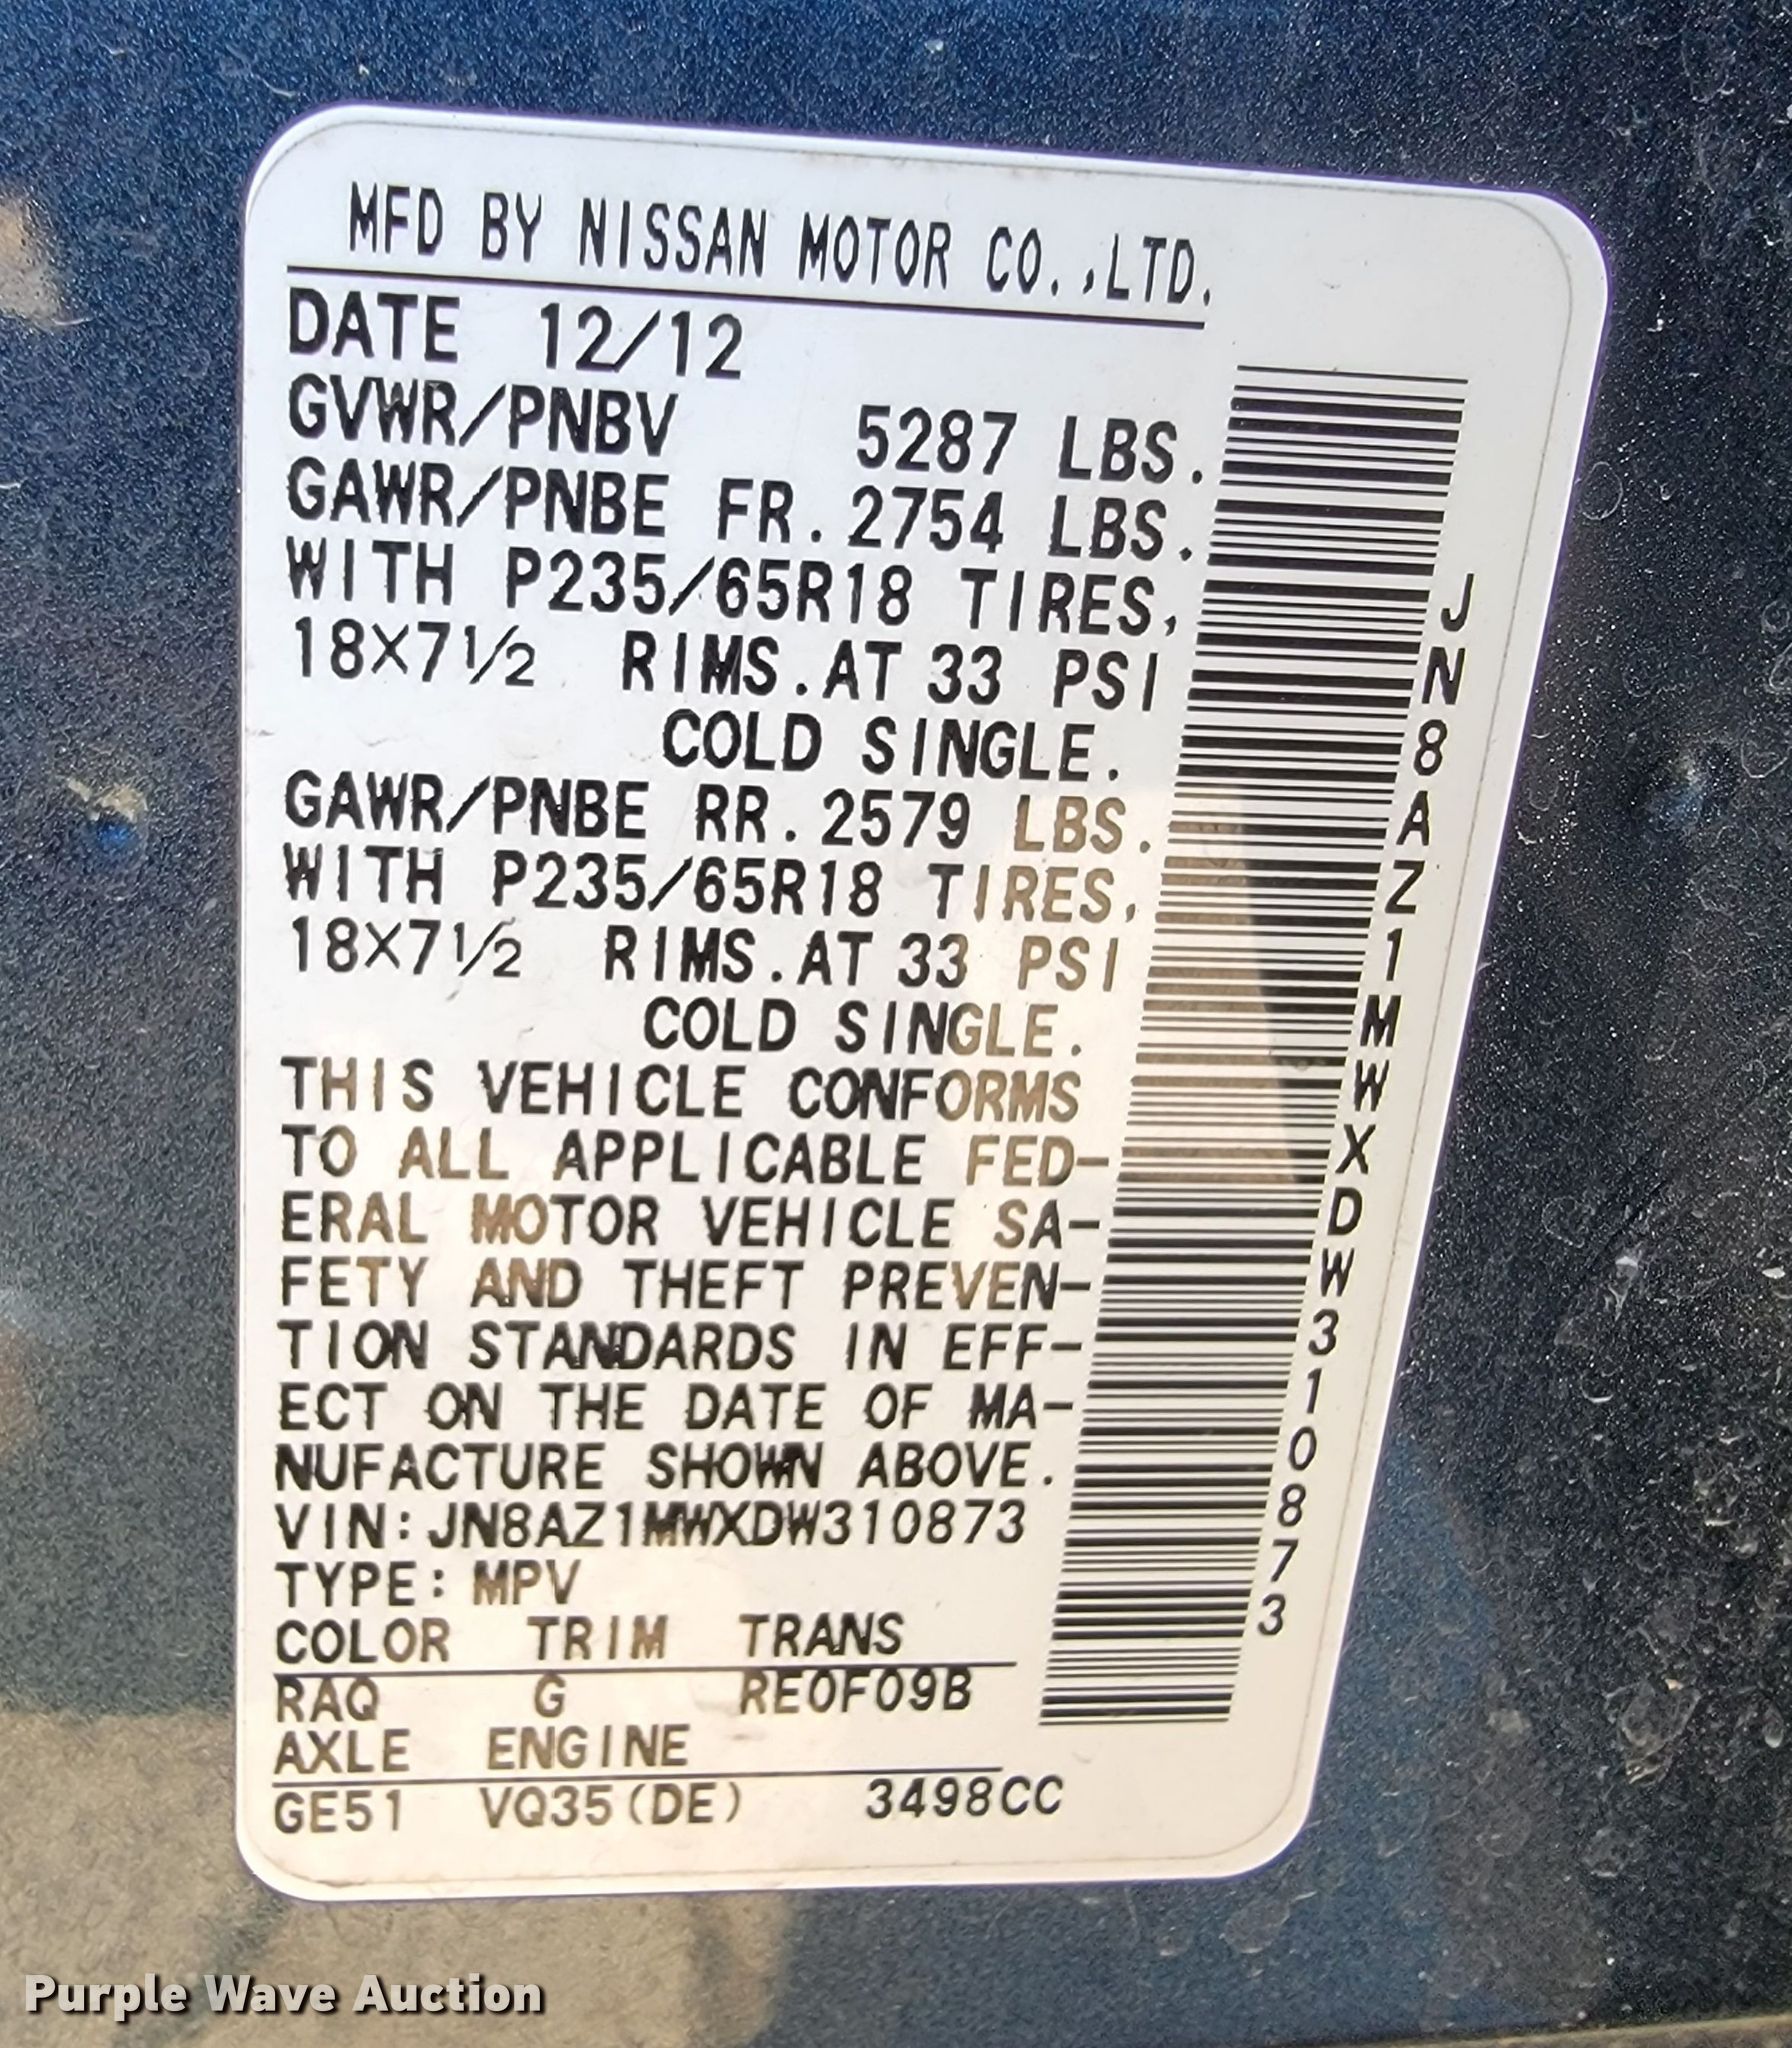 MFD BY NISSAN MOTOR CO.,LTD.
DATE 12/12
GVWR/PNBV 5287 LBS.
GAWR/PNBE FR.2754 LBS.
WITH P235/65R18 TIRES,
18X7½ RIMS.AT 33 PSI
COLD SINGLE.
GAWR/PNBE RR.2579 LBS.
WITH P235/65R18 TIRES,
18X7½ RIMS.AT 33 PSI
COLD SINGLE.
THIS VEHICLE CONFORMS
TO ALL APPLICABLE FED-
ERAL MOTOR VEHICLE SA-
FETY AND THEFT PREVEN-
TION STANDARDS IN EFF-
ECT ON THE DATE OF MA-
NUFACTURE SHOWN ABOVE.
VIN:JN8AZ1MWXDW310873
TYPE:MPV
COLOR TRIM TRANS
RAQ G RE0F09B
AXLE ENGINE
GE51 VQ35(DE) 3498CC
JN8AZ1MWXDW310873
Purple Wave Auction